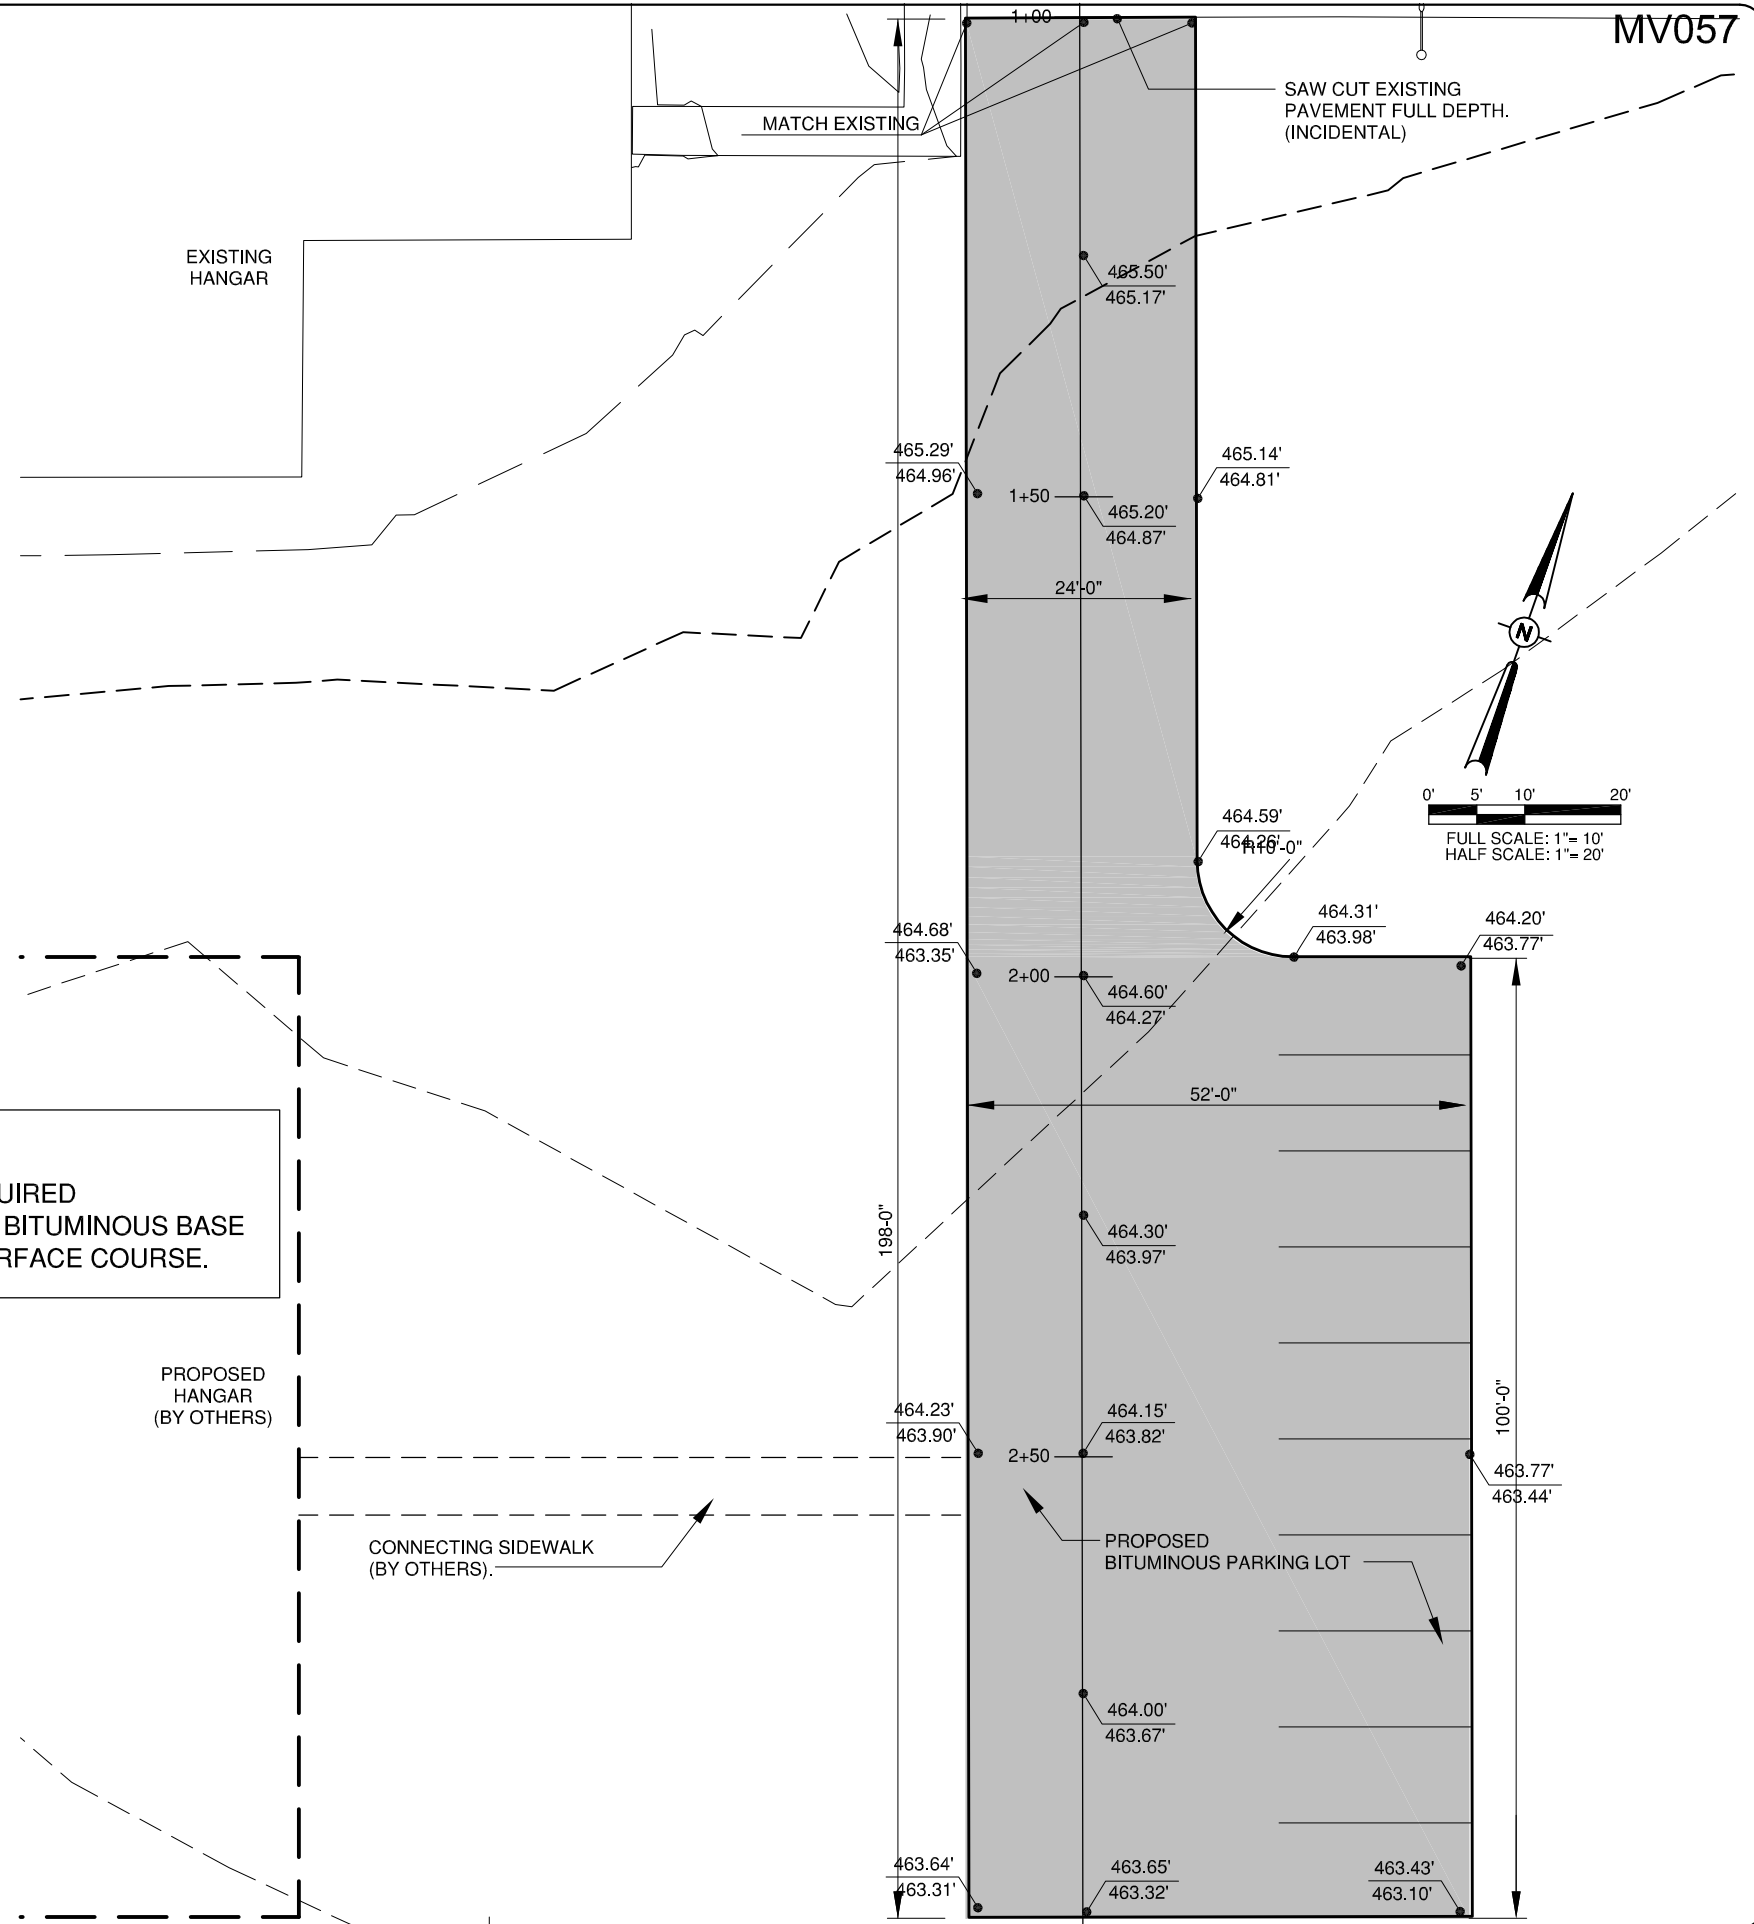 1+00
MV057
SAW CUT EXISTING
PAVEMENT FULL DEPTH.
(INCIDENTAL)
MATCH EXISTING
EXISTING
HANGAR
465.50'
465.17'
465.29'
464.96'
465.14'
464.81'
1+50
465.20'
464.87'
24'-0"
N
0' 5' 10' 20'
FULL SCALE: 1"= 10'
HALF SCALE: 1"= 20'
464.59'
464.26'
R10'-0"
464.31'
463.98'
464.20'
463.77'
464.68'
463.35'
2+00
464.60'
464.27'
52'-0"
UIRED
BITUMINOUS BASE
RFACE COURSE.
198'-0"
464.30'
463.97'
PROPOSED
HANGAR
(BY OTHERS)
100'-0"
464.23'
463.90'
464.15'
463.82'
2+50
463.77'
463.44'
CONNECTING SIDEWALK
(BY OTHERS).
PROPOSED
BITUMINOUS PARKING LOT
464.00'
463.67'
463.64'
463.31'
463.65'
463.32'
463.43'
463.10'